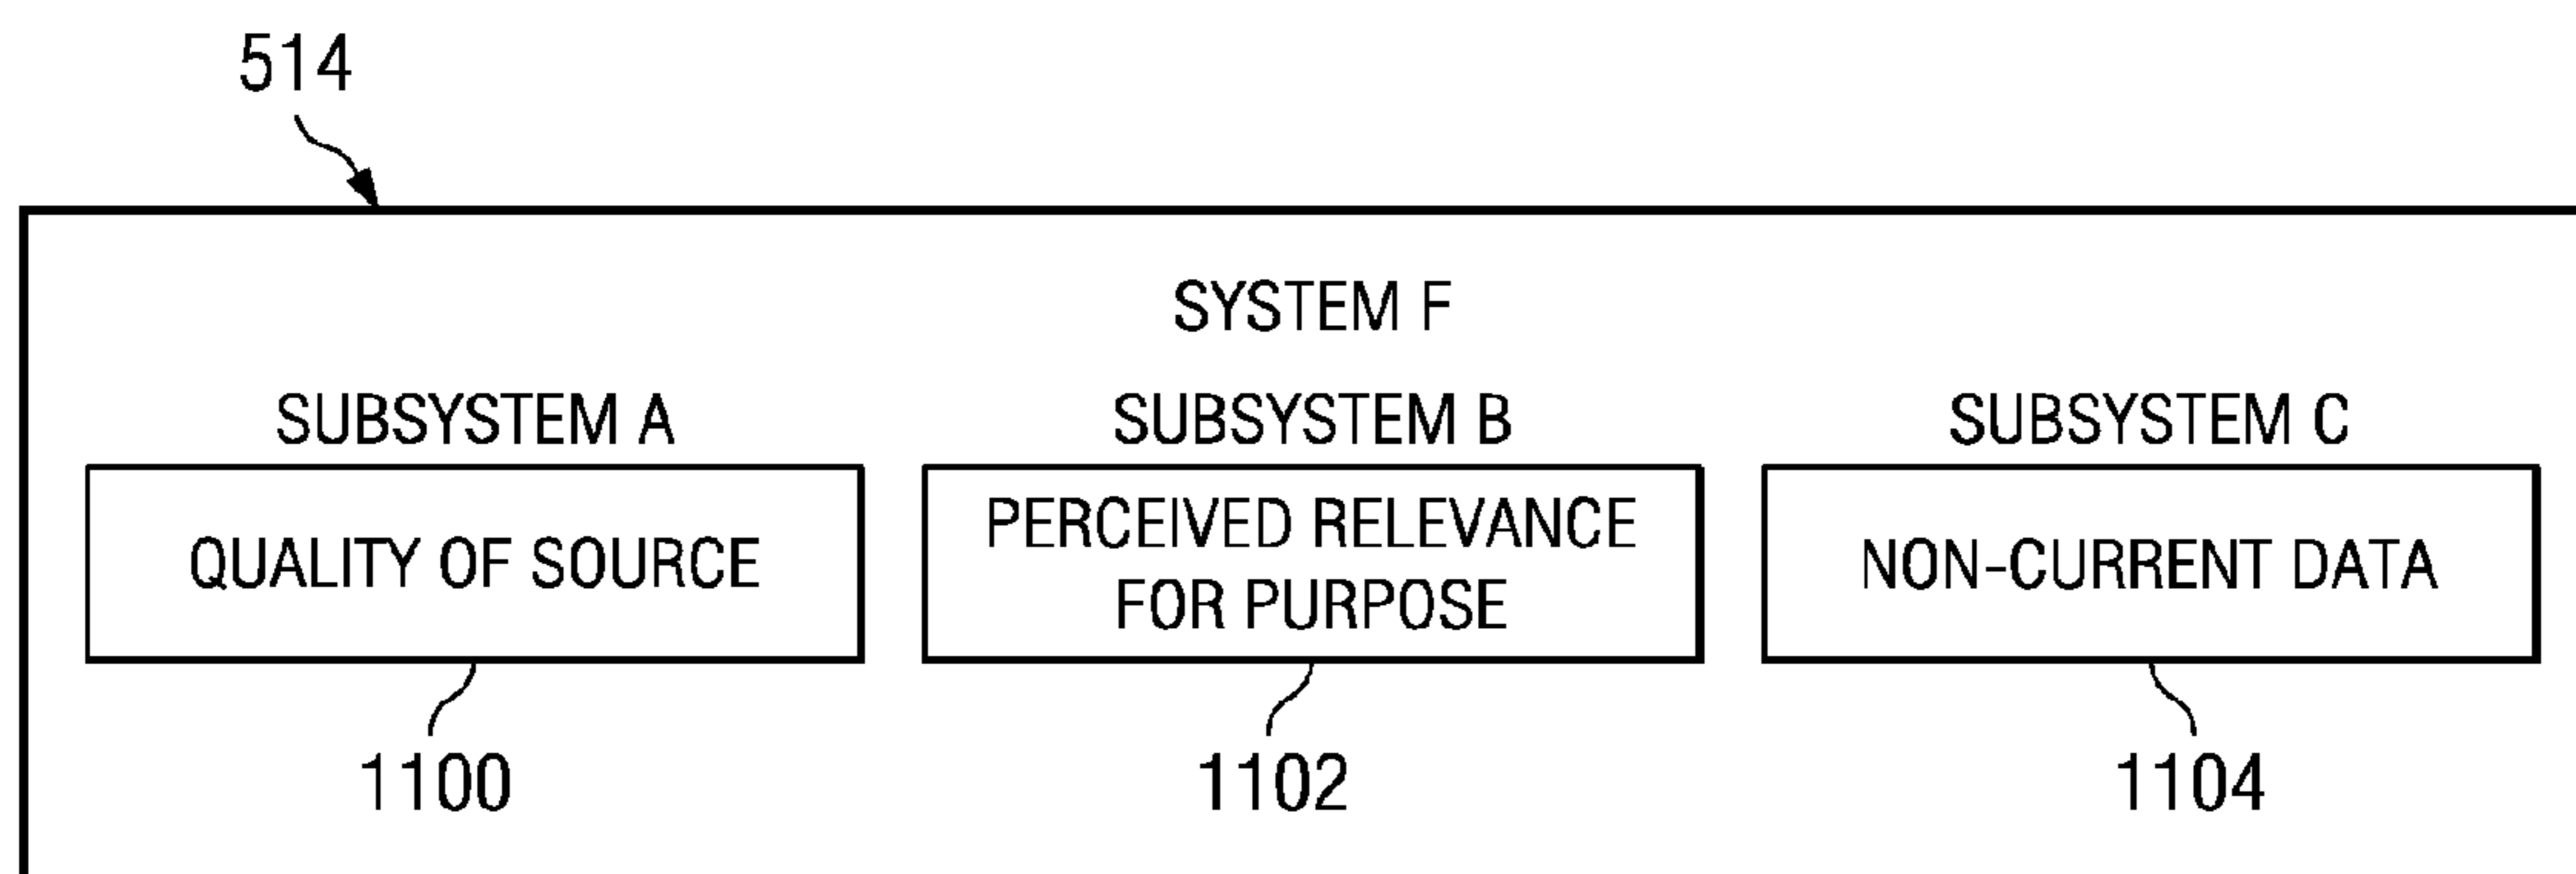 514
SYSTEM F
SUBSYSTEM A SUBSYSTEM B SUBSYSTEM C
QUALITY OF SOURCE
PERCEIVED RELEVANCE
FOR PURPOSE
NON-CURRENT DATA
1100 1102 1104